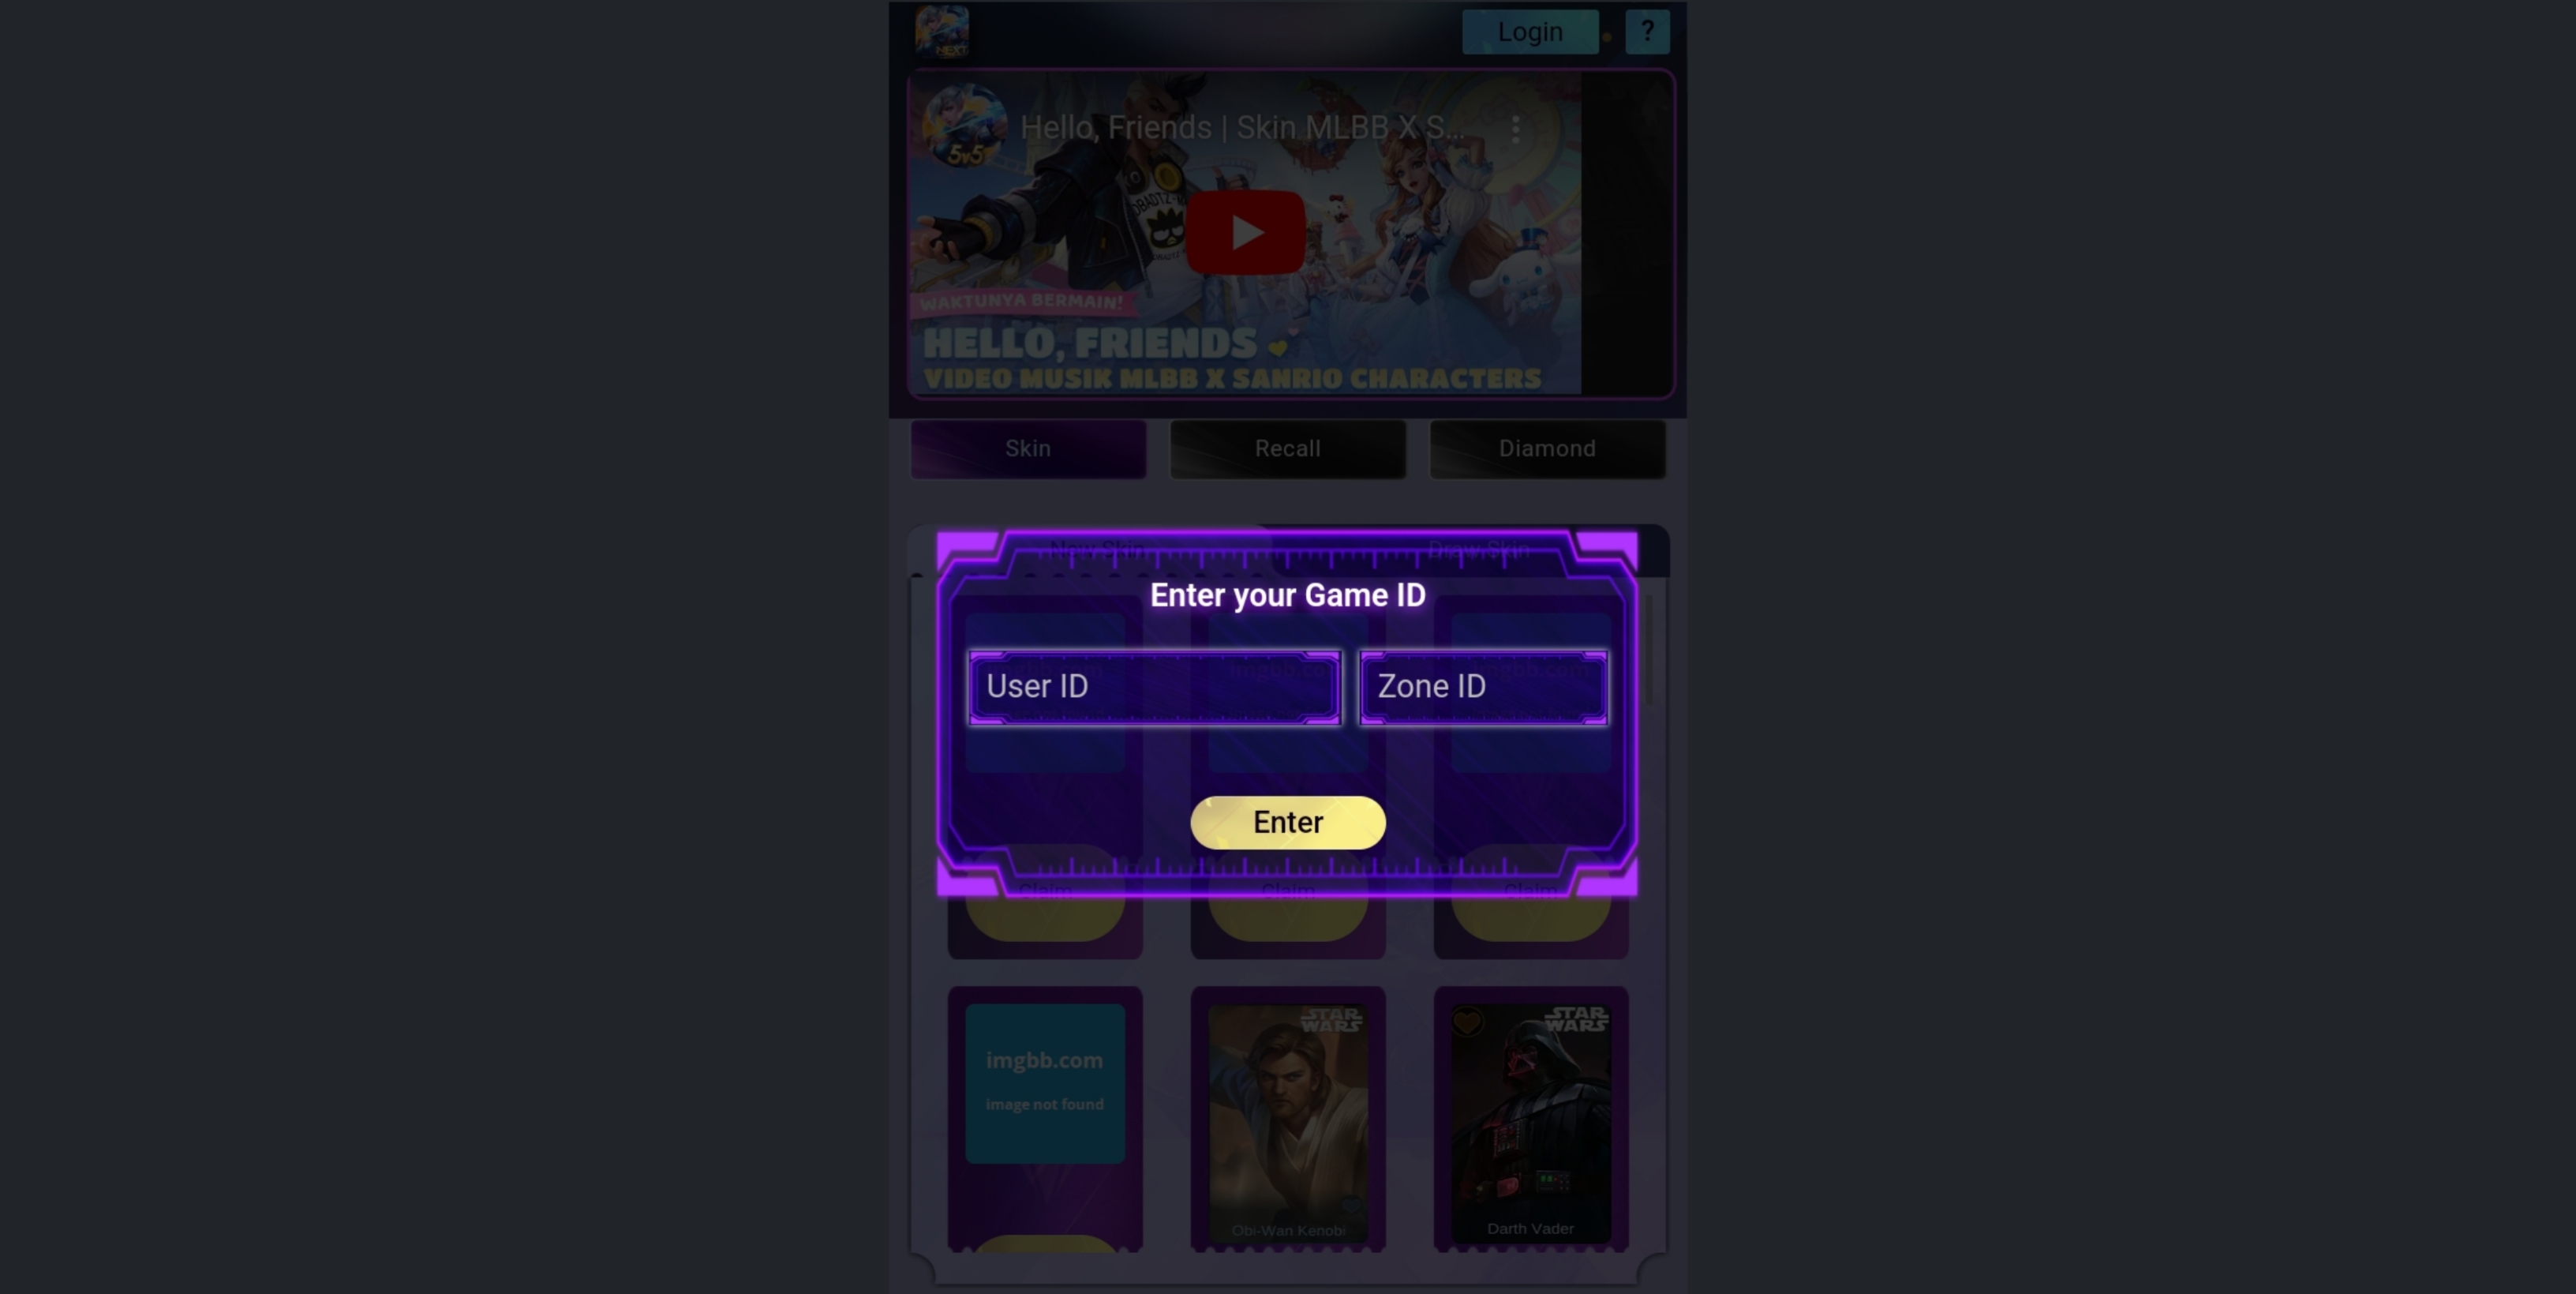 NEXT
Login
?
5v5
Hello, Friends | Skin MLBB X S...
WAKTUNYA BERMAIN!
HELLO, FRIENDS
VIDEO MUSIK MLBB X SANRIO CHARACTERS
Skin
Recall
Diamond
New Skin
Draw Skin
Enter your Game ID
User ID
Zone ID
Enter
Claim
Claim
Claim
imgbb.com
image not found
STAR WARS
Obi-Wan Kenobi
STAR WARS
Darth Vader